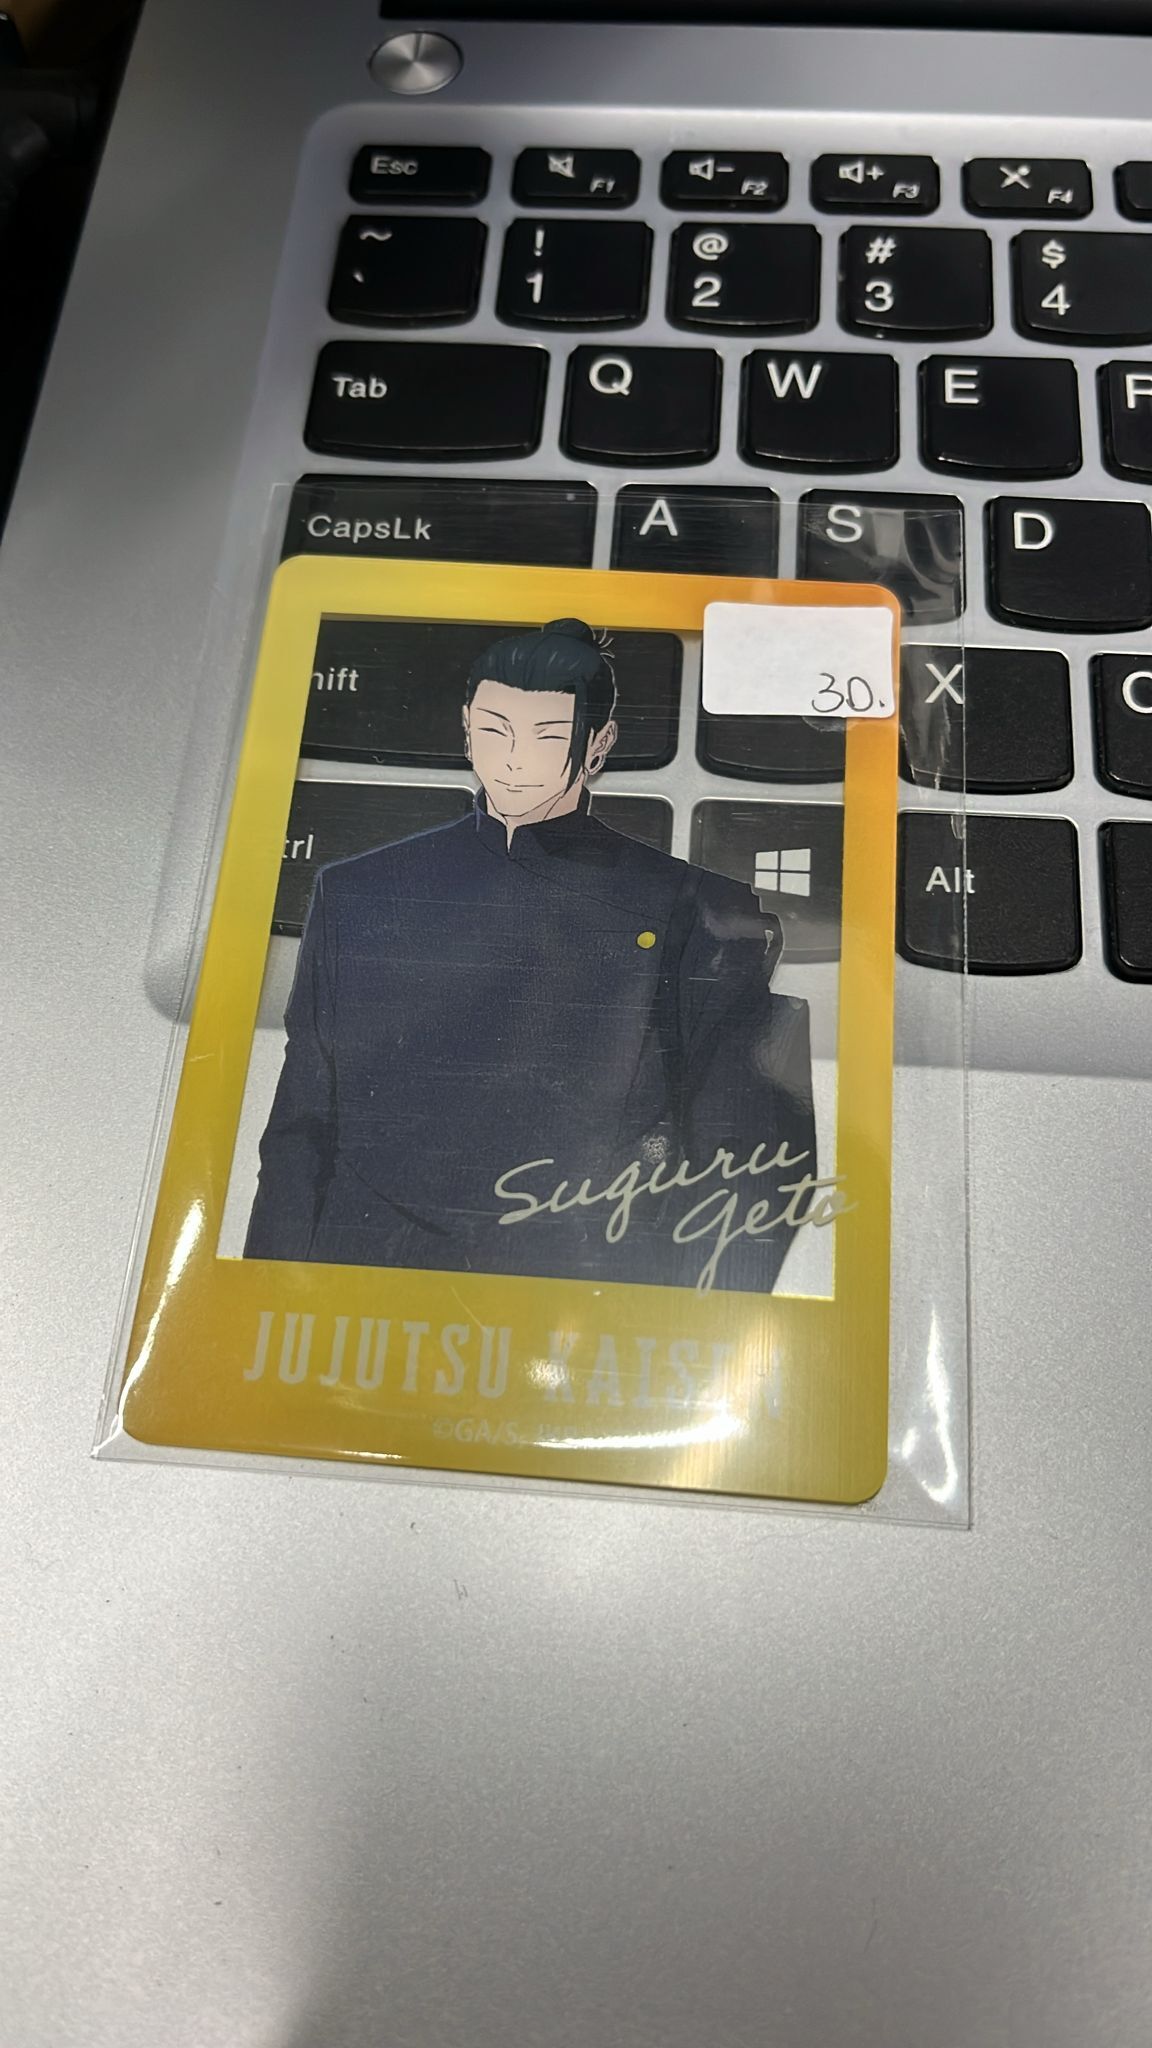 Esc F1 F2 F3 F4
~ ! @ # $
` 1 2 3 4
Tab Q W E
CapsLk A S D
hift X
30.
trl Alt
Suguru
Geto
JUJUTSU KAISEN
©GA/S,